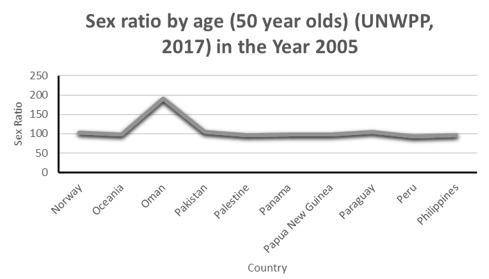 Sex ratio by age (50 year olds) (UNWPP,
2017) in the Year 2005
250
200
150
100
50
0
Sex Ratio
Norway
Oceania
Oman
Pakistan
Palestine
Panama
Papua New Guinea
Paraguay
Peru
Philippines
Country